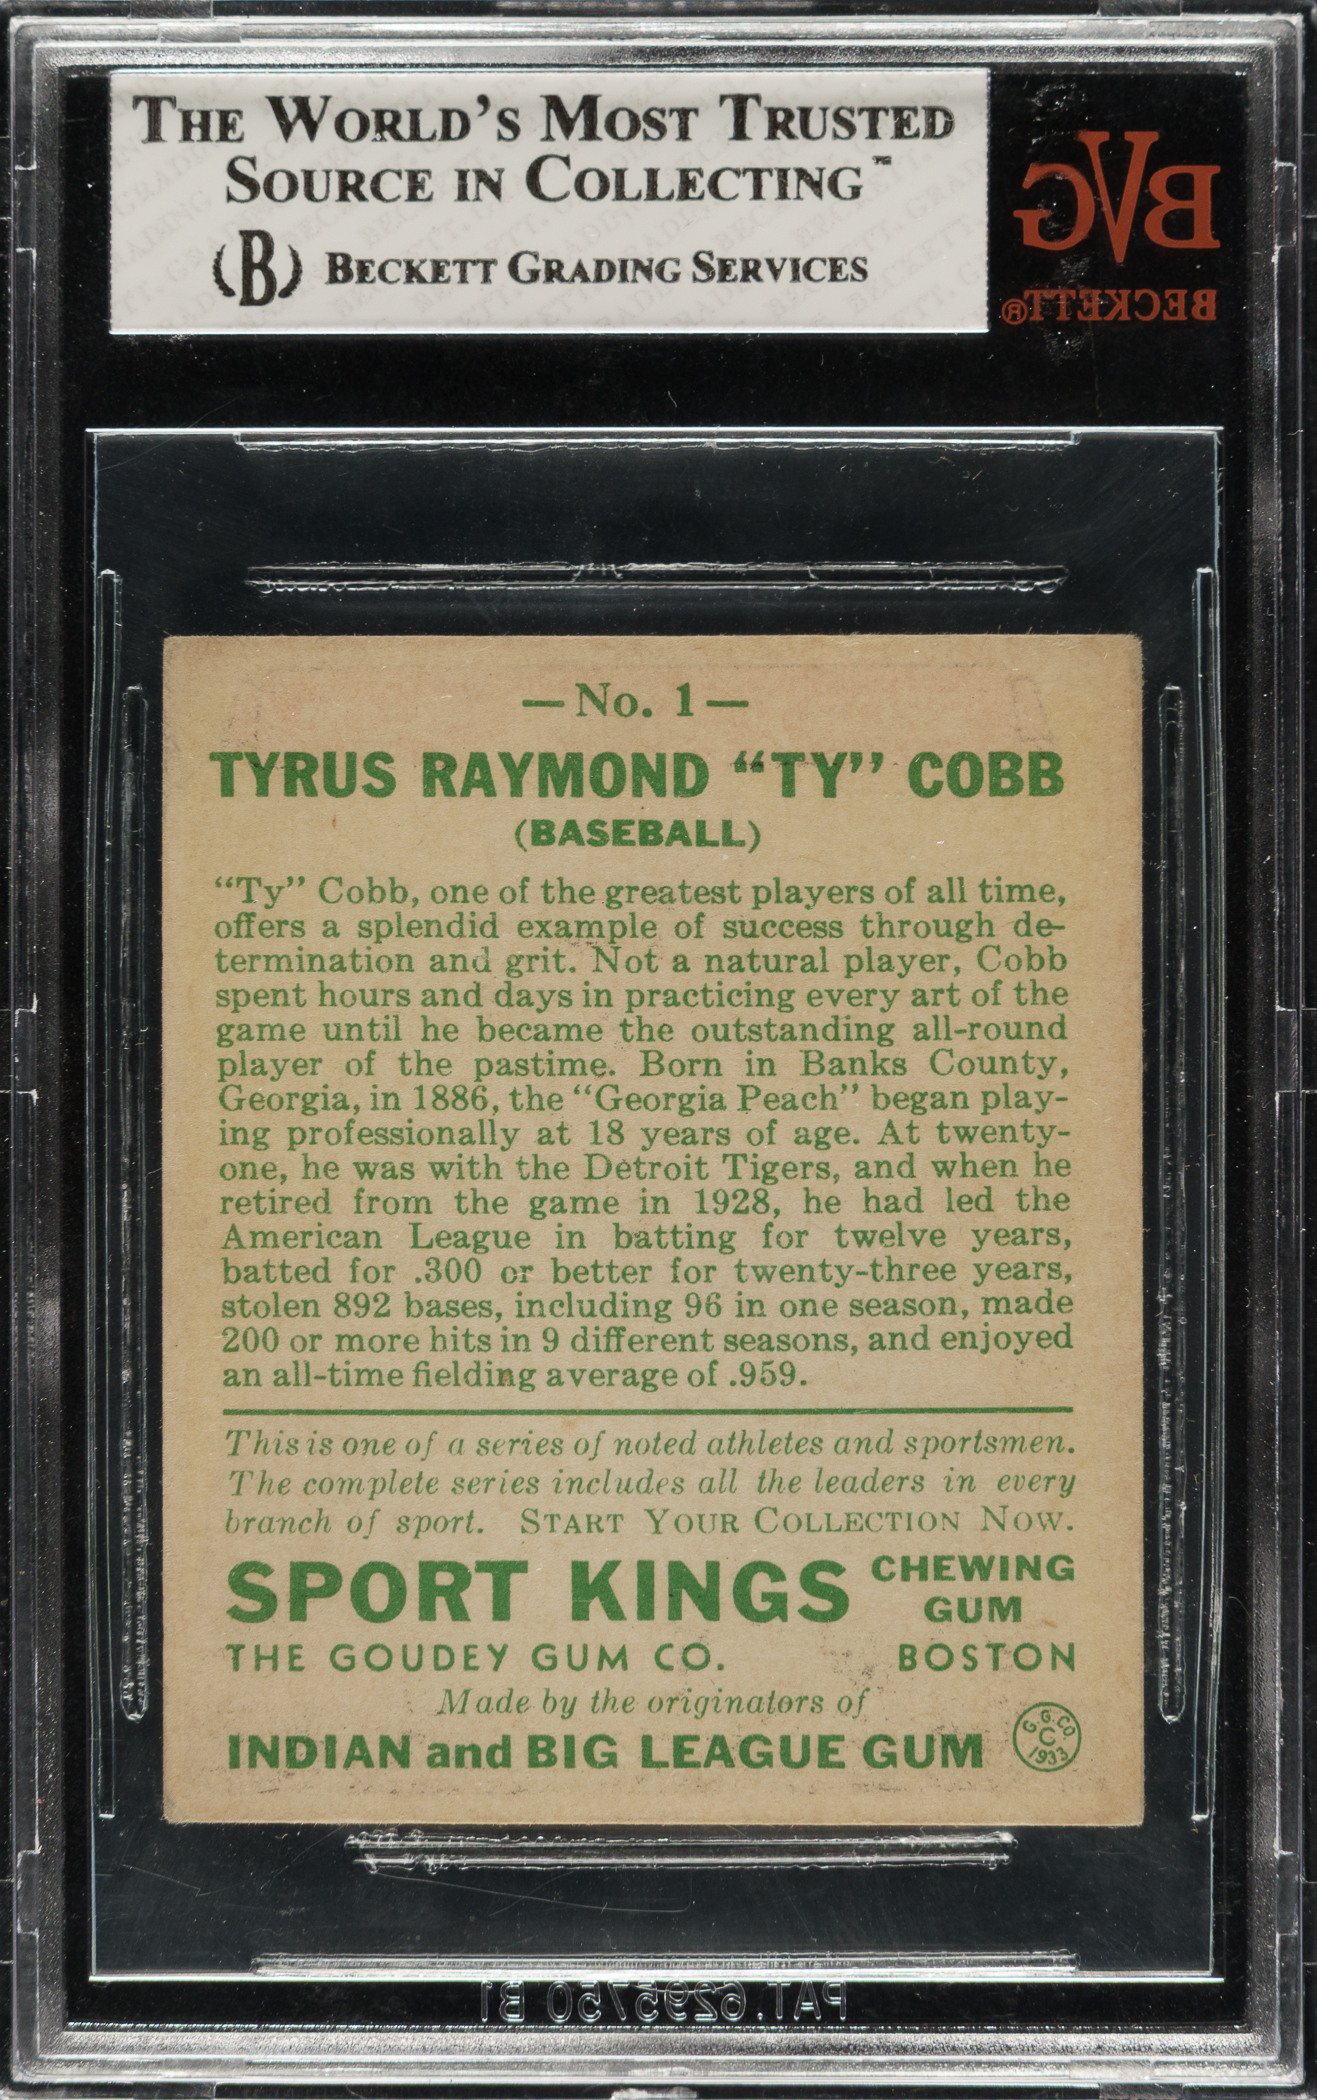 THE WORLD'S MOST TRUSTED
SOURCE IN COLLECTING™
(B) BECKETT GRADING SERVICES
BVG
BECKETT®
—No. 1—
TYRUS RAYMOND “TY” COBB
(BASEBALL)
“Ty” Cobb, one of the greatest players of all time,
offers a splendid example of success through de-
termination and grit. Not a natural player, Cobb
spent hours and days in practicing every art of the
game until he became the outstanding all-round
player of the pastime. Born in Banks County,
Georgia, in 1886, the “Georgia Peach” began play-
ing professionally at 18 years of age. At twenty-
one, he was with the Detroit Tigers, and when he
retired from the game in 1928, he had led the
American League in batting for twelve years,
batted for .300 or better for twenty-three years,
stolen 892 bases, including 96 in one season, made
200 or more hits in 9 different seasons, and enjoyed
an all-time fielding average of .959.
This is one of a series of noted athletes and sportsmen.
The complete series includes all the leaders in every
branch of sport. START YOUR COLLECTION NOW.
SPORT KINGS CHEWING
GUM
THE GOUDEY GUM CO. BOSTON
Made by the originators of
INDIAN and BIG LEAGUE GUM
G. G. CO.
C
1933
PAT.6295750 B1